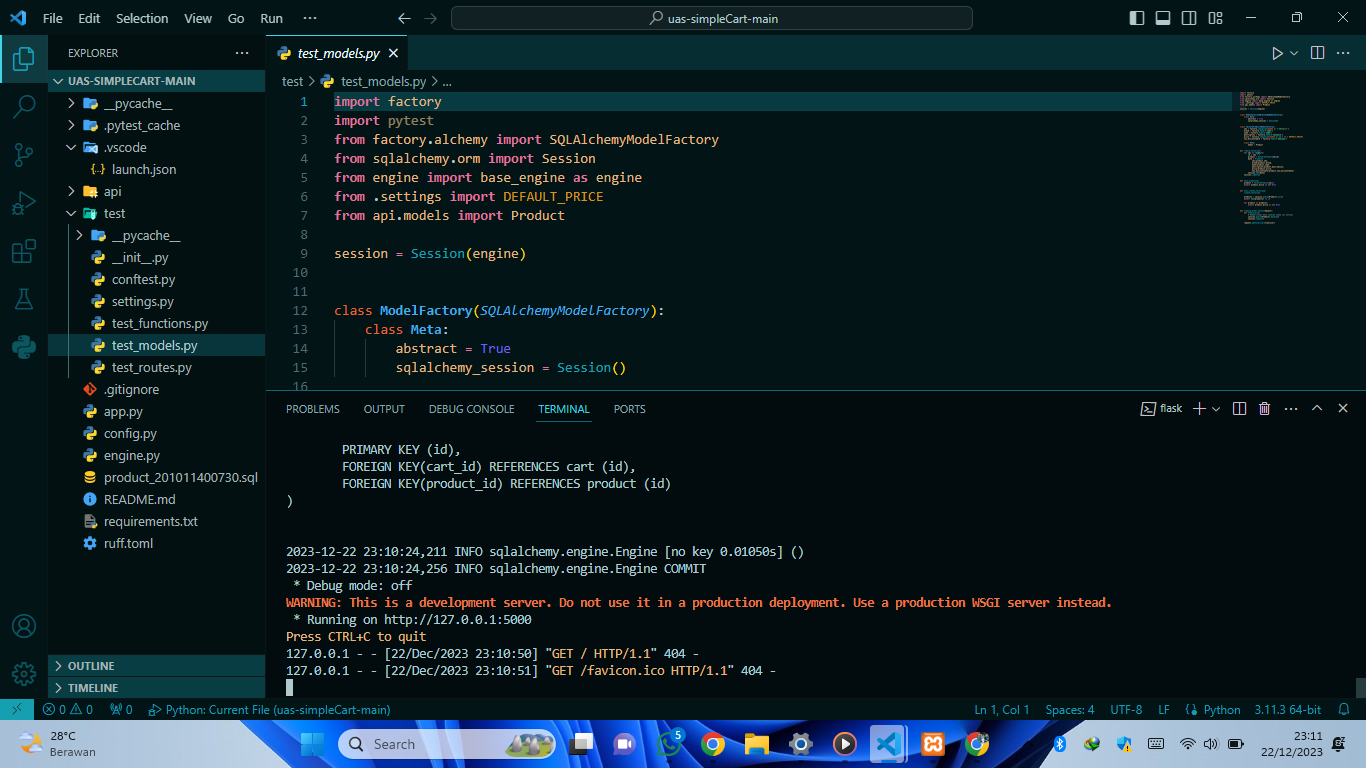 File Edit Selection View Go Run ···
uas-simpleCart-main
EXPLORER
UAS-SIMPLECART-MAIN
__pycache__
.pytest_cache
.vscode
launch.json
api
test
__pycache__
__init__.py
conftest.py
settings.py
test_functions.py
test_models.py
test_routes.py
.gitignore
app.py
config.py
engine.py
product_201011400730.sql
README.md
requirements.txt
ruff.toml
OUTLINE
TIMELINE
test_models.py
test > test_models.py > ...
1 import factory
2 import pytest
3 from factory.alchemy import SQLAlchemyModelFactory
4 from sqlalchemy.orm import Session
5 from engine import base_engine as engine
6 from .settings import DEFAULT_PRICE
7 from api.models import Product
8
9 session = Session(engine)
10
11
12 class ModelFactory(SQLAlchemyModelFactory):
13 class Meta:
14 abstract = True
15 sqlalchemy_session = Session()
16
PROBLEMS OUTPUT DEBUG CONSOLE TERMINAL PORTS
flask
PRIMARY KEY (id),
FOREIGN KEY(cart_id) REFERENCES cart (id),
FOREIGN KEY(product_id) REFERENCES product (id)
)
2023-12-22 23:10:24,211 INFO sqlalchemy.engine.Engine [no key 0.01050s] ()
2023-12-22 23:10:24,256 INFO sqlalchemy.engine.Engine COMMIT
* Debug mode: off
WARNING: This is a development server. Do not use it in a production deployment. Use a production WSGI server instead.
* Running on http://127.0.0.1:5000
Press CTRL+C to quit
127.0.0.1 - - [22/Dec/2023 23:10:50] "GET / HTTP/1.1" 404 -
127.0.0.1 - - [22/Dec/2023 23:10:51] "GET /favicon.ico HTTP/1.1" 404 -
0 0 0 Python: Current File (uas-simpleCart-main)
Ln 1, Col 1 Spaces: 4 UTF-8 LF Python 3.11.3 64-bit
28°C
Berawan
Search
5
23:11
22/12/2023